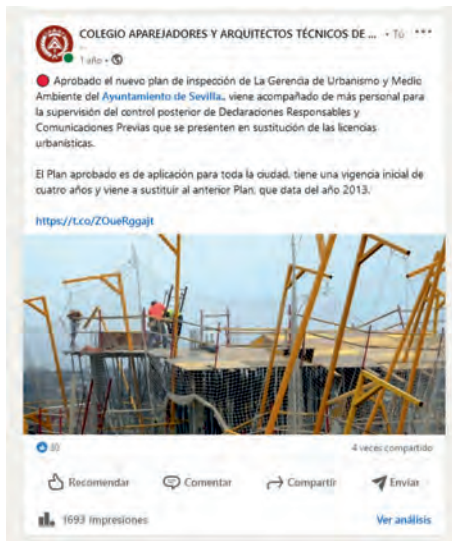 COLEGIO APAREJADORES Y ARQUITECTOS TÉCNICOS DE ... • Tú •••
1 año •
Aprobado el nuevo plan de inspección de La Gerencia de Urbanismo y Medio
Ambiente del Ayuntamiento de Sevilla., viene acompañado de más personal para
la supervisión del control posterior de Declaraciones Responsables y
Comunicaciones Previas que se presenten en sustitución de las licencias
urbanísticas.
El Plan aprobado es de aplicación para toda la ciudad, tiene una vigencia inicial de
cuatro años y viene a sustituir al anterior Plan, que data del año 2013.
https://t.co/ZOueRggajt
4 veces compartido
Recomendar Comentar Compartir Enviar
1693 impresiones Ver análisis